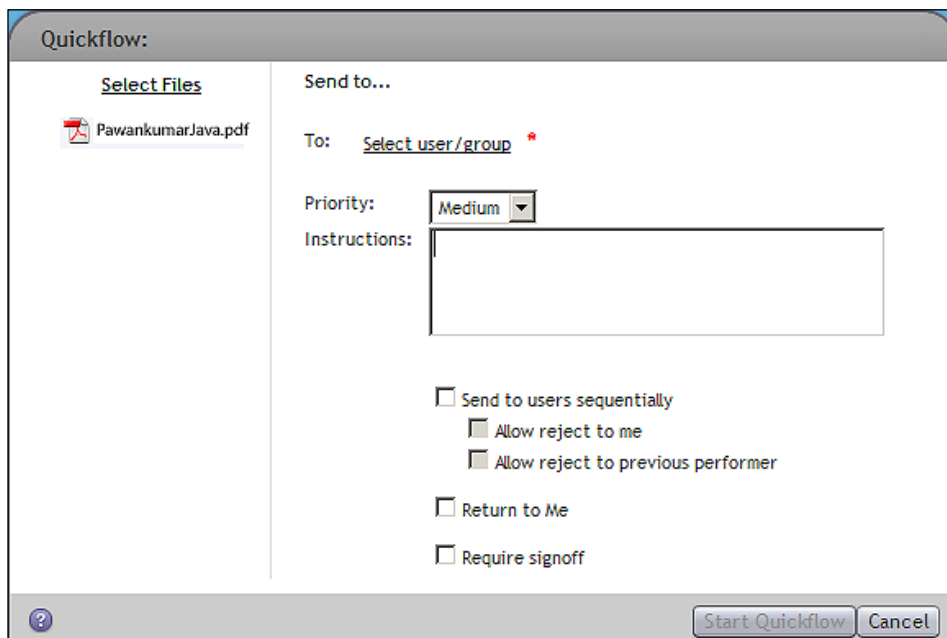 Quickflow:
Select Files
PawankumarJava.pdf
Send to...
To: Select user/group *
Priority: Medium
Instructions:
Send to users sequentially
Allow reject to me
Allow reject to previous performer
Return to Me
Require signoff
? Start Quickflow Cancel